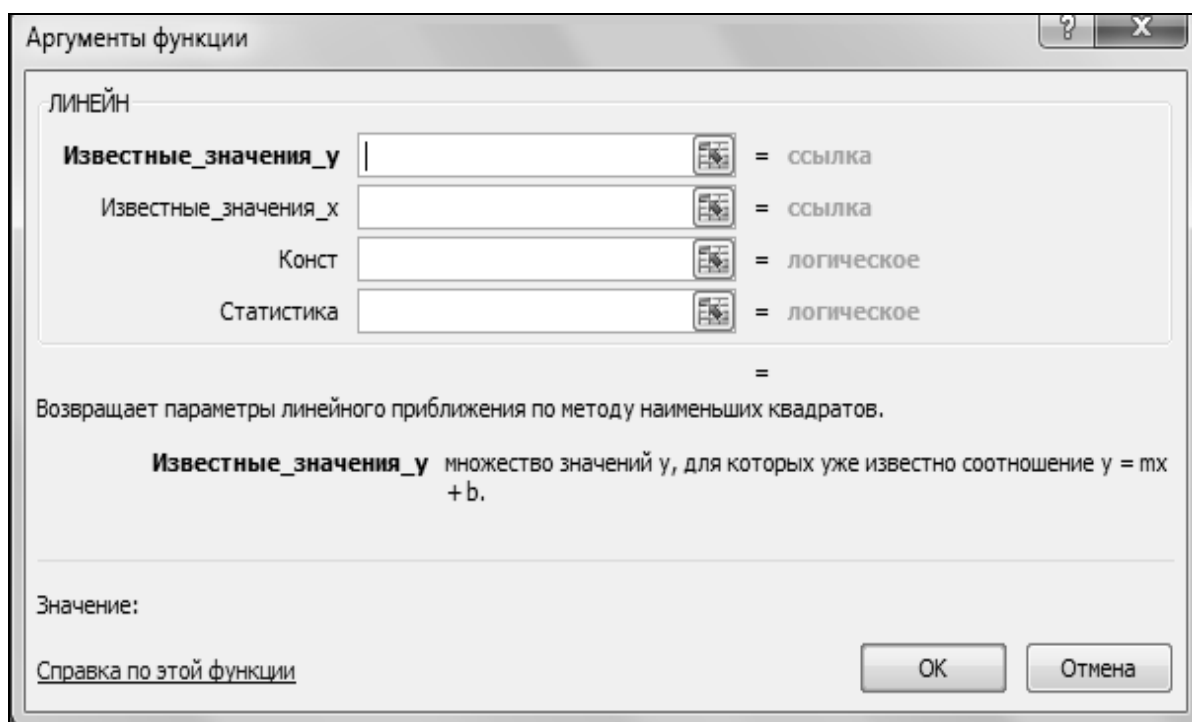 Аргументы функции
? X
ЛИНЕЙН
Известные_значения_y = ссылка
Известные_значения_x = ссылка
Конст = логическое
Статистика = логическое
=
Возвращает параметры линейного приближения по методу наименьших квадратов.
Известные_значения_y множество значений y, для которых уже известно соотношение y = mx
+ b.
Значение:
Справка по этой функции
ОК
Отмена